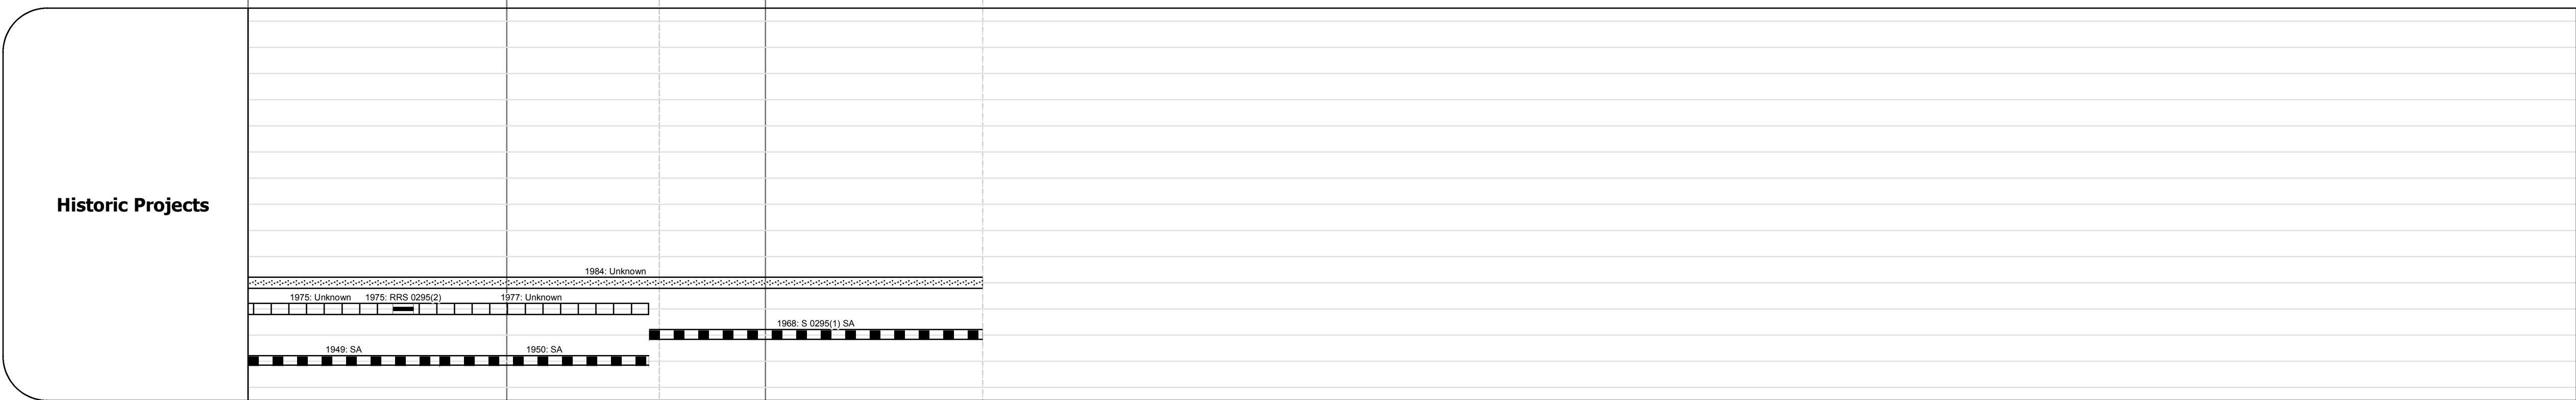 Historic Projects
1984: Unknown
1975: Unknown 1975: RRS 0295(2) 1977: Unknown
1968: S 0295(1) SA
1949: SA 1950: SA